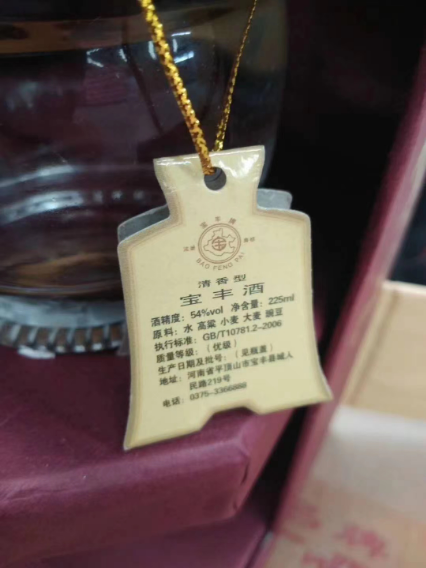 宝丰牌
BAO FENG PAI
清香型
宝丰酒
酒精度：54%vol 净含量：225ml
原料：水 高粱 小麦 大麦 豌豆
执行标准：GB/T10781.2-2006
质量等级：（优级）
生产日期及批号：（见瓶盖）
地址：河南省平顶山市宝丰县城人
民路219号
电话：0375-3366888